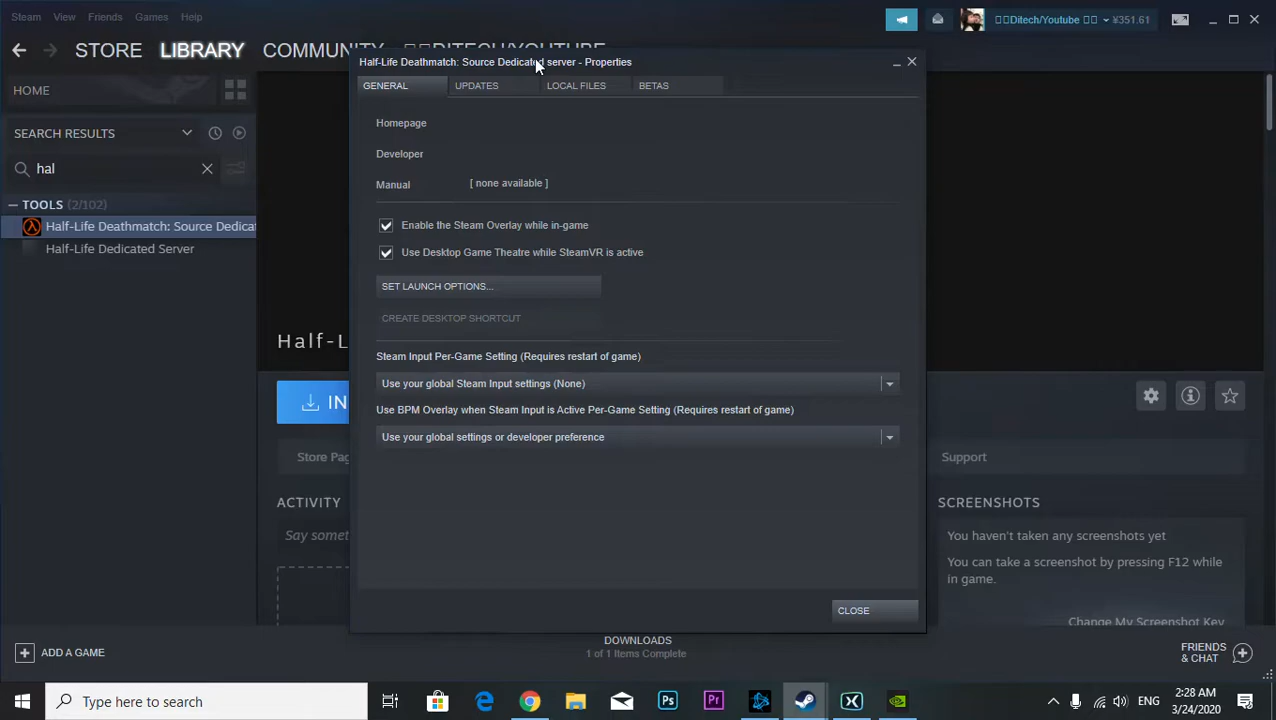 Steam View Friends Games Help
Ditech/Youtube ¥351.61
STORE LIBRARY COMMUNITY DITECH/YOUTUBE
Half-Life Deathmatch: Source Dedicated server - Properties
GENERAL UPDATES LOCAL FILES BETAS
HOME
SEARCH RESULTS
hal
TOOLS (2/102)
Half-Life Deathmatch: Source Dedicat
Half-Life Dedicated Server
Homepage
Developer
Manual [ none available ]
Enable the Steam Overlay while in-game
Use Desktop Game Theatre while SteamVR is active
SET LAUNCH OPTIONS...
CREATE DESKTOP SHORTCUT
Steam Input Per-Game Setting (Requires restart of game)
Use your global Steam Input settings (None)
Use BPM Overlay when Steam Input is Active Per-Game Setting (Requires restart of game)
Use your global settings or developer preference
CLOSE
Half-L
IN
Store Pag
Support
ACTIVITY
Say somet
SCREENSHOTS
You haven't taken any screenshots yet
You can take a screenshot by pressing F12 while
in game.
Change My Screenshot Key
ADD A GAME
DOWNLOADS
1 of 1 Items Complete
FRIENDS
& CHAT
Type here to search
Ps
Pr
ENG
2:28 AM
3/24/2020